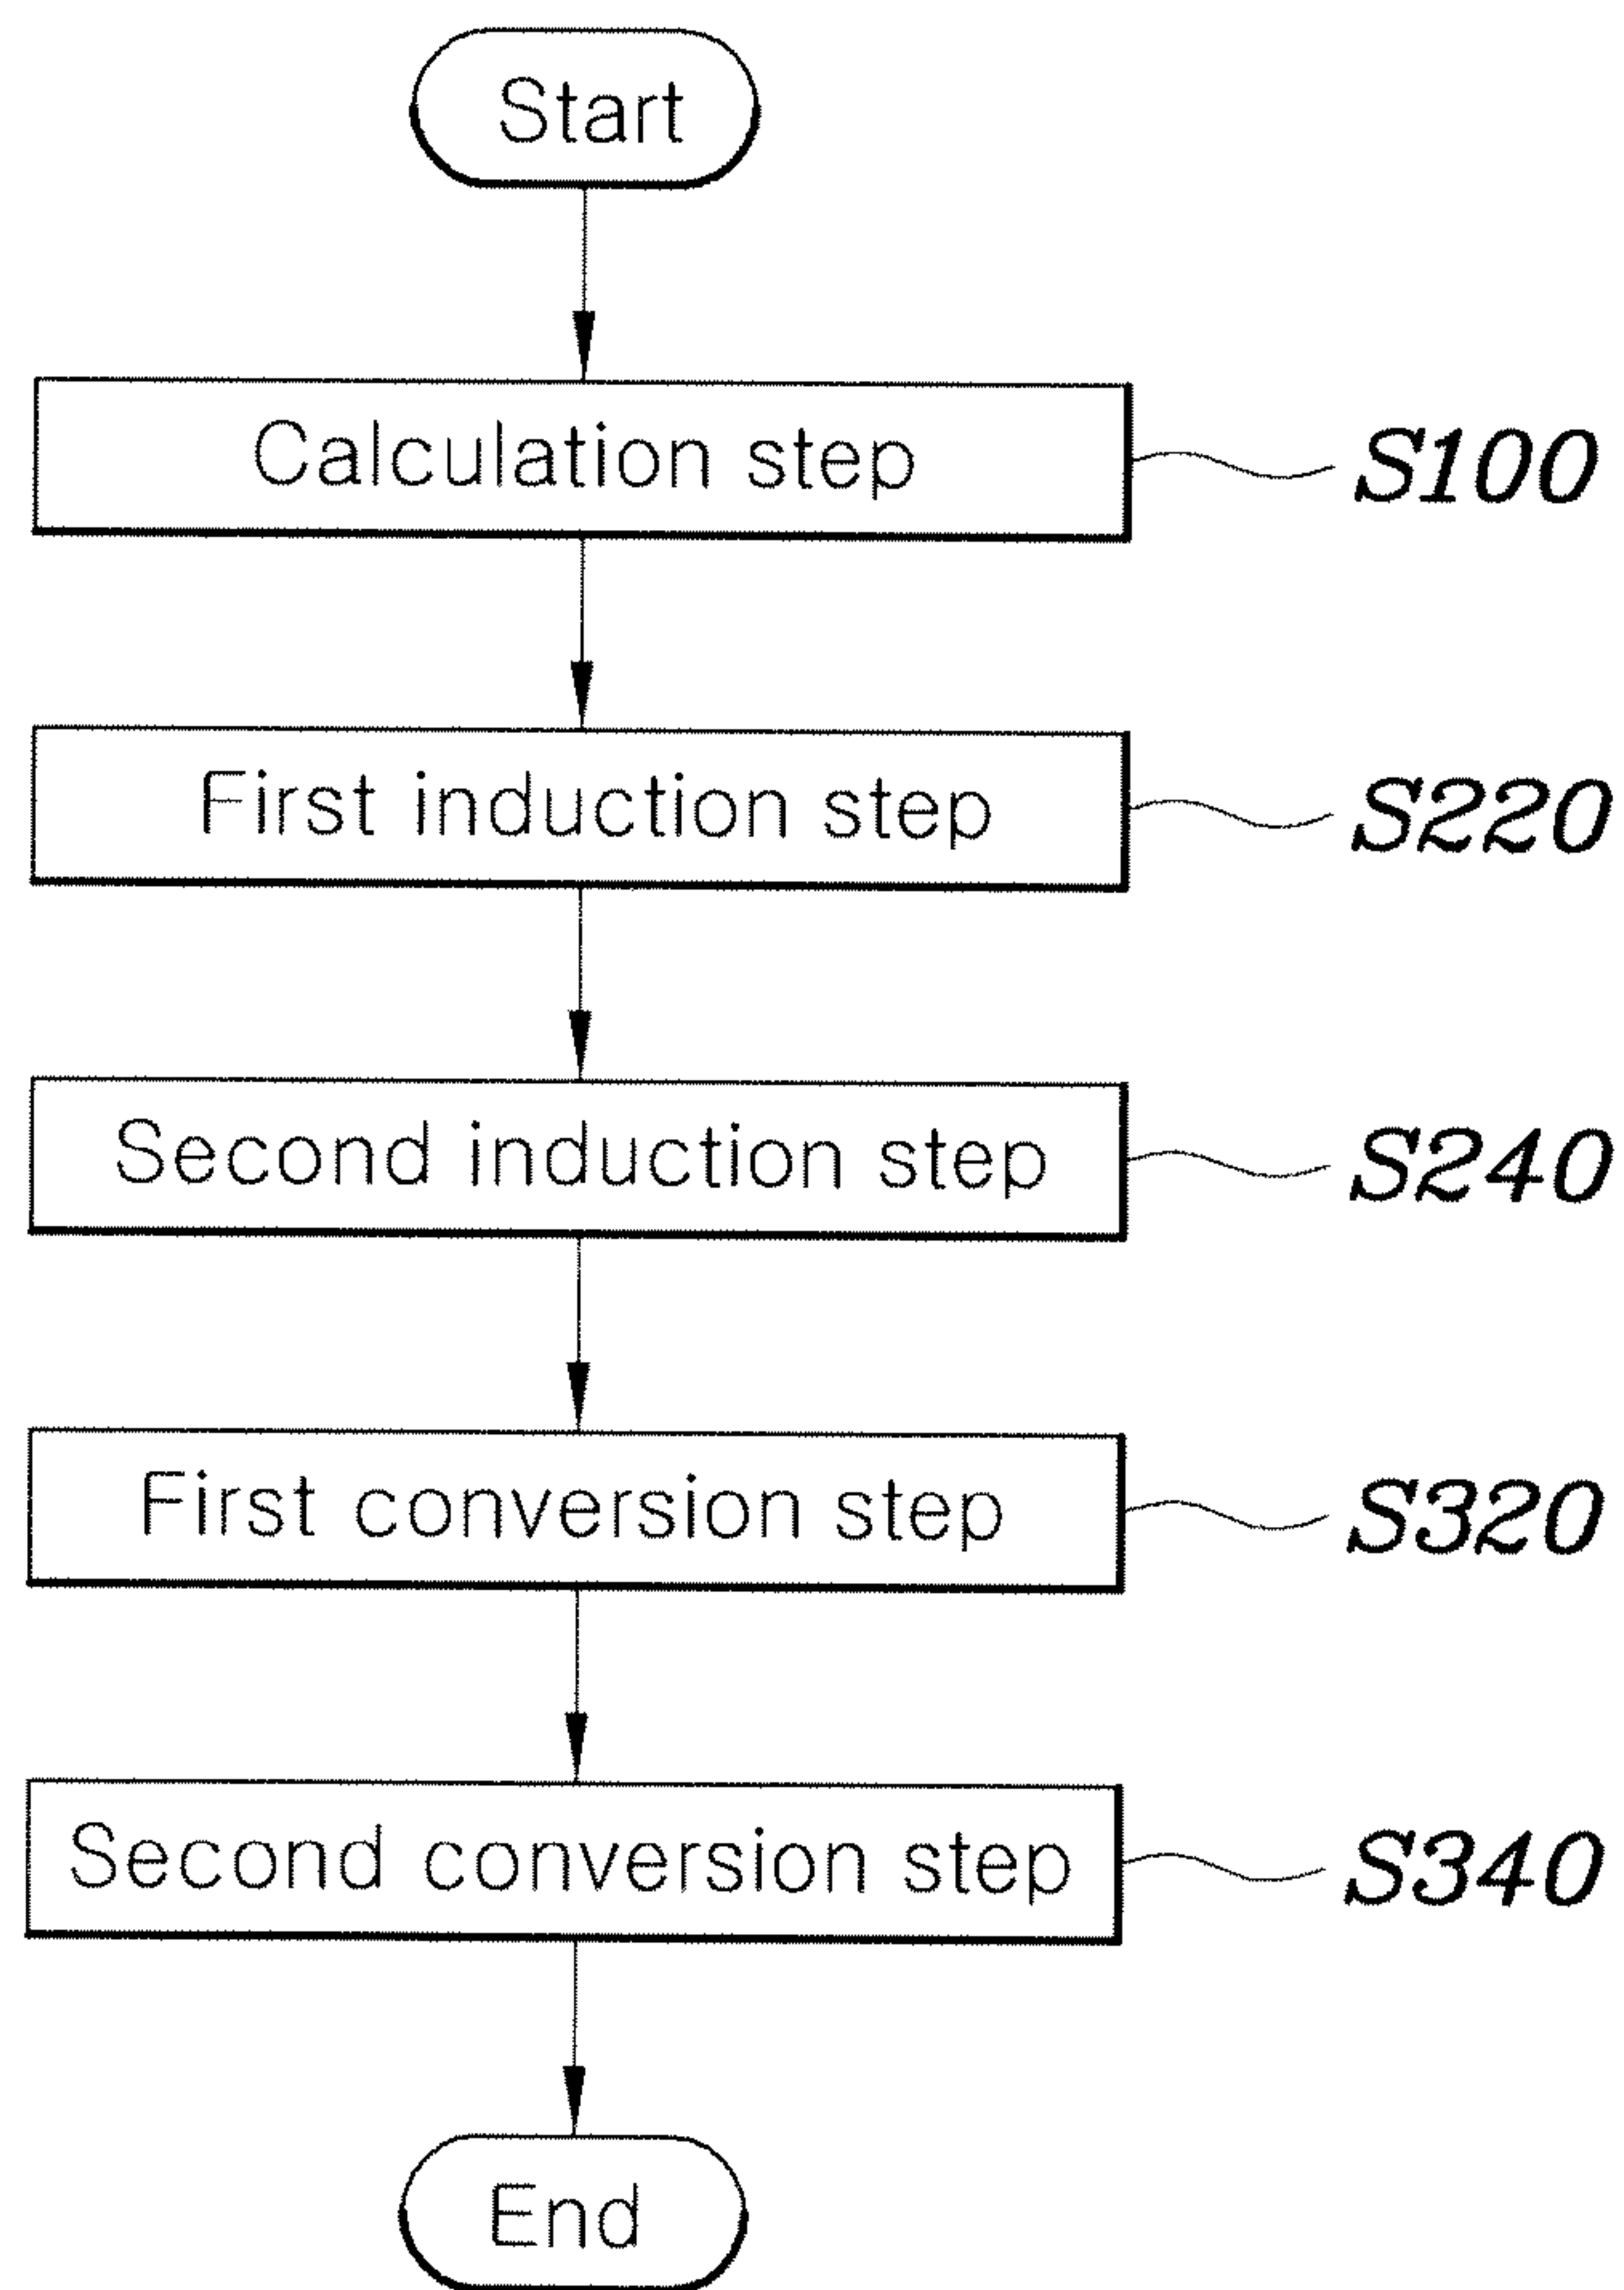 Start
Calculation step S100
First induction step S220
Second induction step S240
First conversion step S320
Second conversion step S340
End